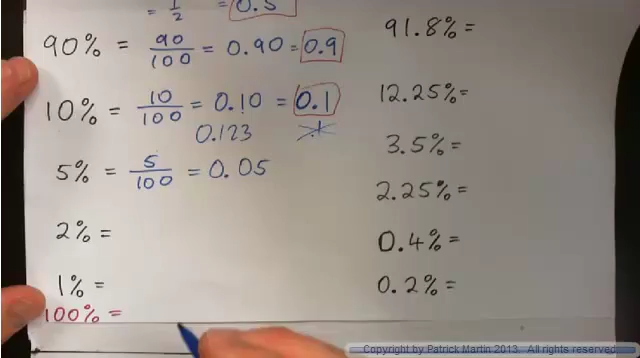 = 1/2 = 0.5
90% = 90/100 = 0.90 = 0.9
10% = 10/100 = 0.10 = 0.1
0.123 .1
5% = 5/100 = 0.05
2% =
1% =
100% =
91.8% =
12.25% =
3.5% =
2.25% =
0.4% =
0.2% =
Copyright by Patrick Martin 2013. All rights reserved